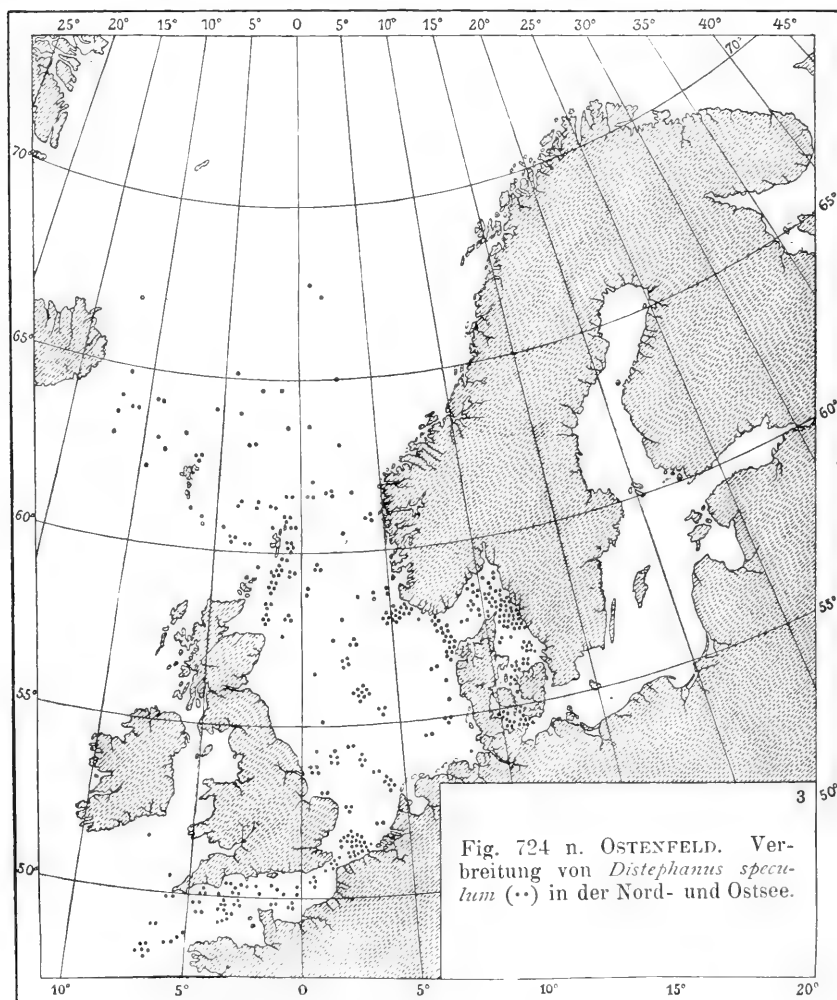 25° 20° 15° 10° 5° 0 5° 10° 15° 20° 25° 30° 35° 40° 45°
70°
70°
65°
65°
60°
60°
55°
55°
50°
50°
3
Fig. 724 n. OSTENFELD. Ver-
breitung von Distephanus specu-
lum (··) in der Nord- und Ostsee.
10° 5° 0 5° 10° 15° 20°